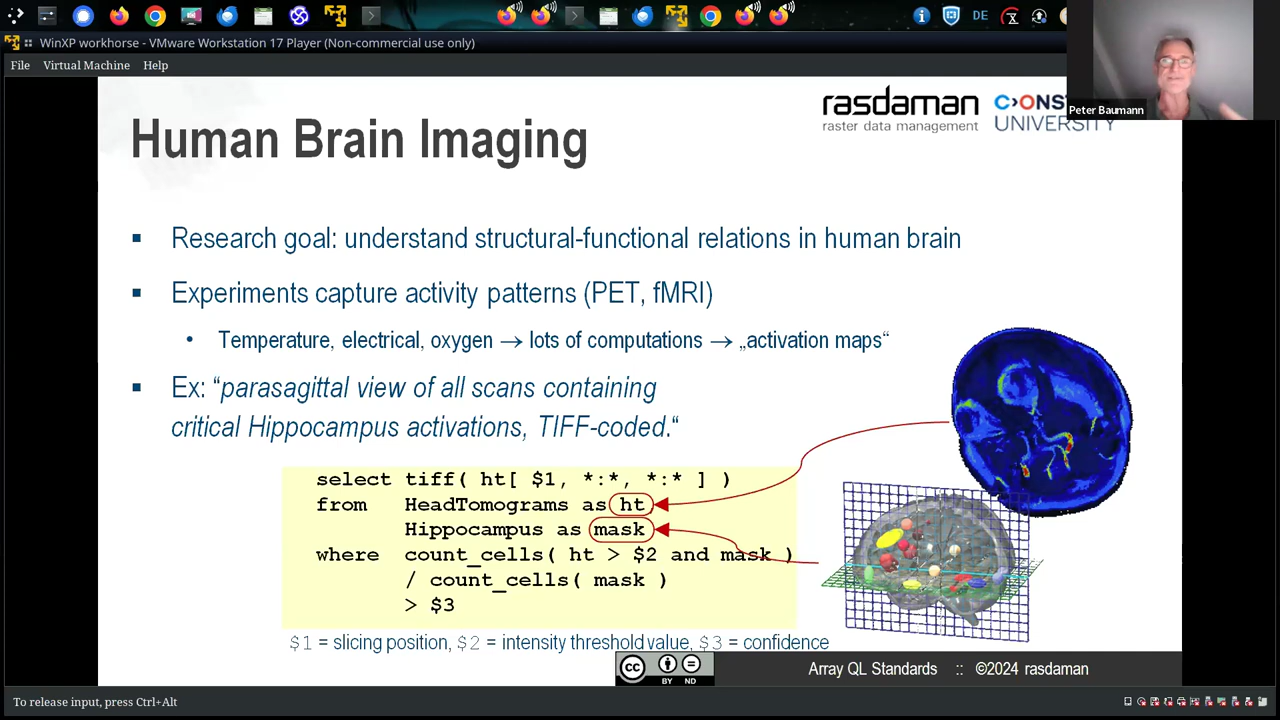 DE
WinXP workhorse - VMware Workstation 17 Player (Non-commercial use only)
File Virtual Machine Help
Peter Baumann
rasdaman
raster data management
C>ONST
UNIVERSITY
Human Brain Imaging
▪ Research goal: understand structural-functional relations in human brain
▪ Experiments capture activity patterns (PET, fMRI)
• Temperature, electrical, oxygen → lots of computations → „activation maps“
▪ Ex: “parasagittal view of all scans containing
critical Hippocampus activations, TIFF-coded.“
select tiff( ht[ $1, *:*, *:* ] )
from HeadTomograms as ht,
Hippocampus as mask
where count_cells( ht > $2 and mask )
/ count_cells( mask )
> $3
$1 = slicing position, $2 = intensity threshold value, $3 = confidence
cc BY ND
Array QL Standards :: ©2024 rasdaman
To release input, press Ctrl+Alt